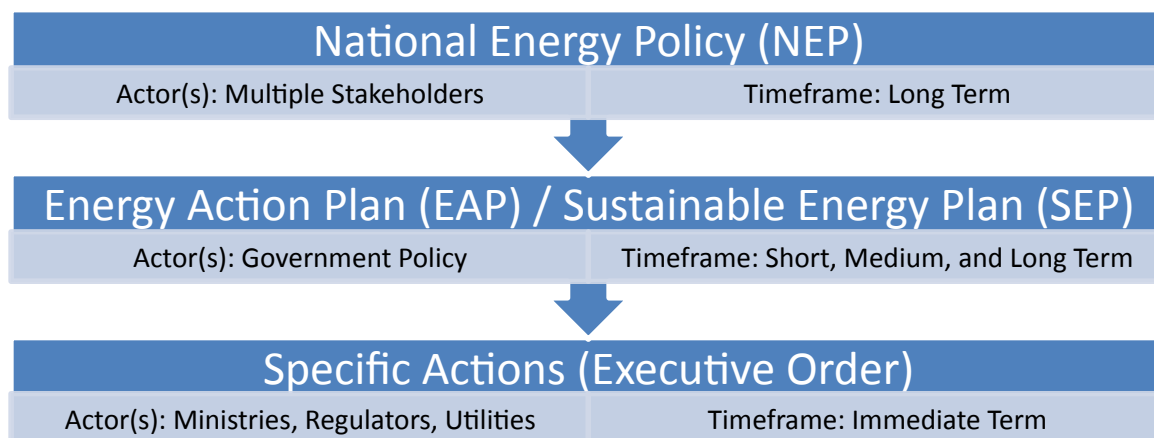 National Energy Policy (NEP)
Actor(s): Multiple Stakeholders
Timeframe: Long Term
Energy Action Plan (EAP) / Sustainable Energy Plan (SEP)
Actor(s): Government Policy
Timeframe: Short, Medium, and Long Term
Specific Actions (Executive Order)
Actor(s): Ministries, Regulators, Utilities
Timeframe: Immediate Term